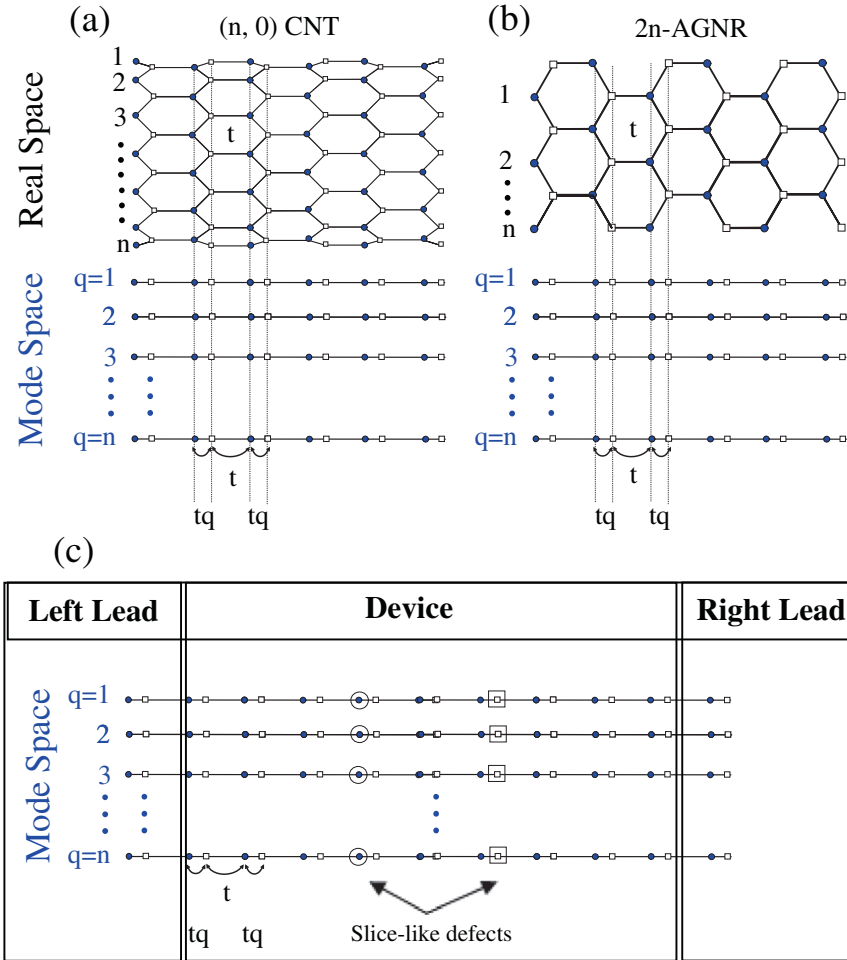 (a)
(n, 0) CNT
Real Space
1
2
3
n
t
Mode Space
q=1
2
3
q=n
t
tq tq
(b)
2n-AGNR
1
2
n
t
q=1
2
3
q=n
t
tq tq
(c)
Left Lead
Device
Right Lead
Mode Space
q=1
2
3
q=n
t
tq tq
Slice-like defects